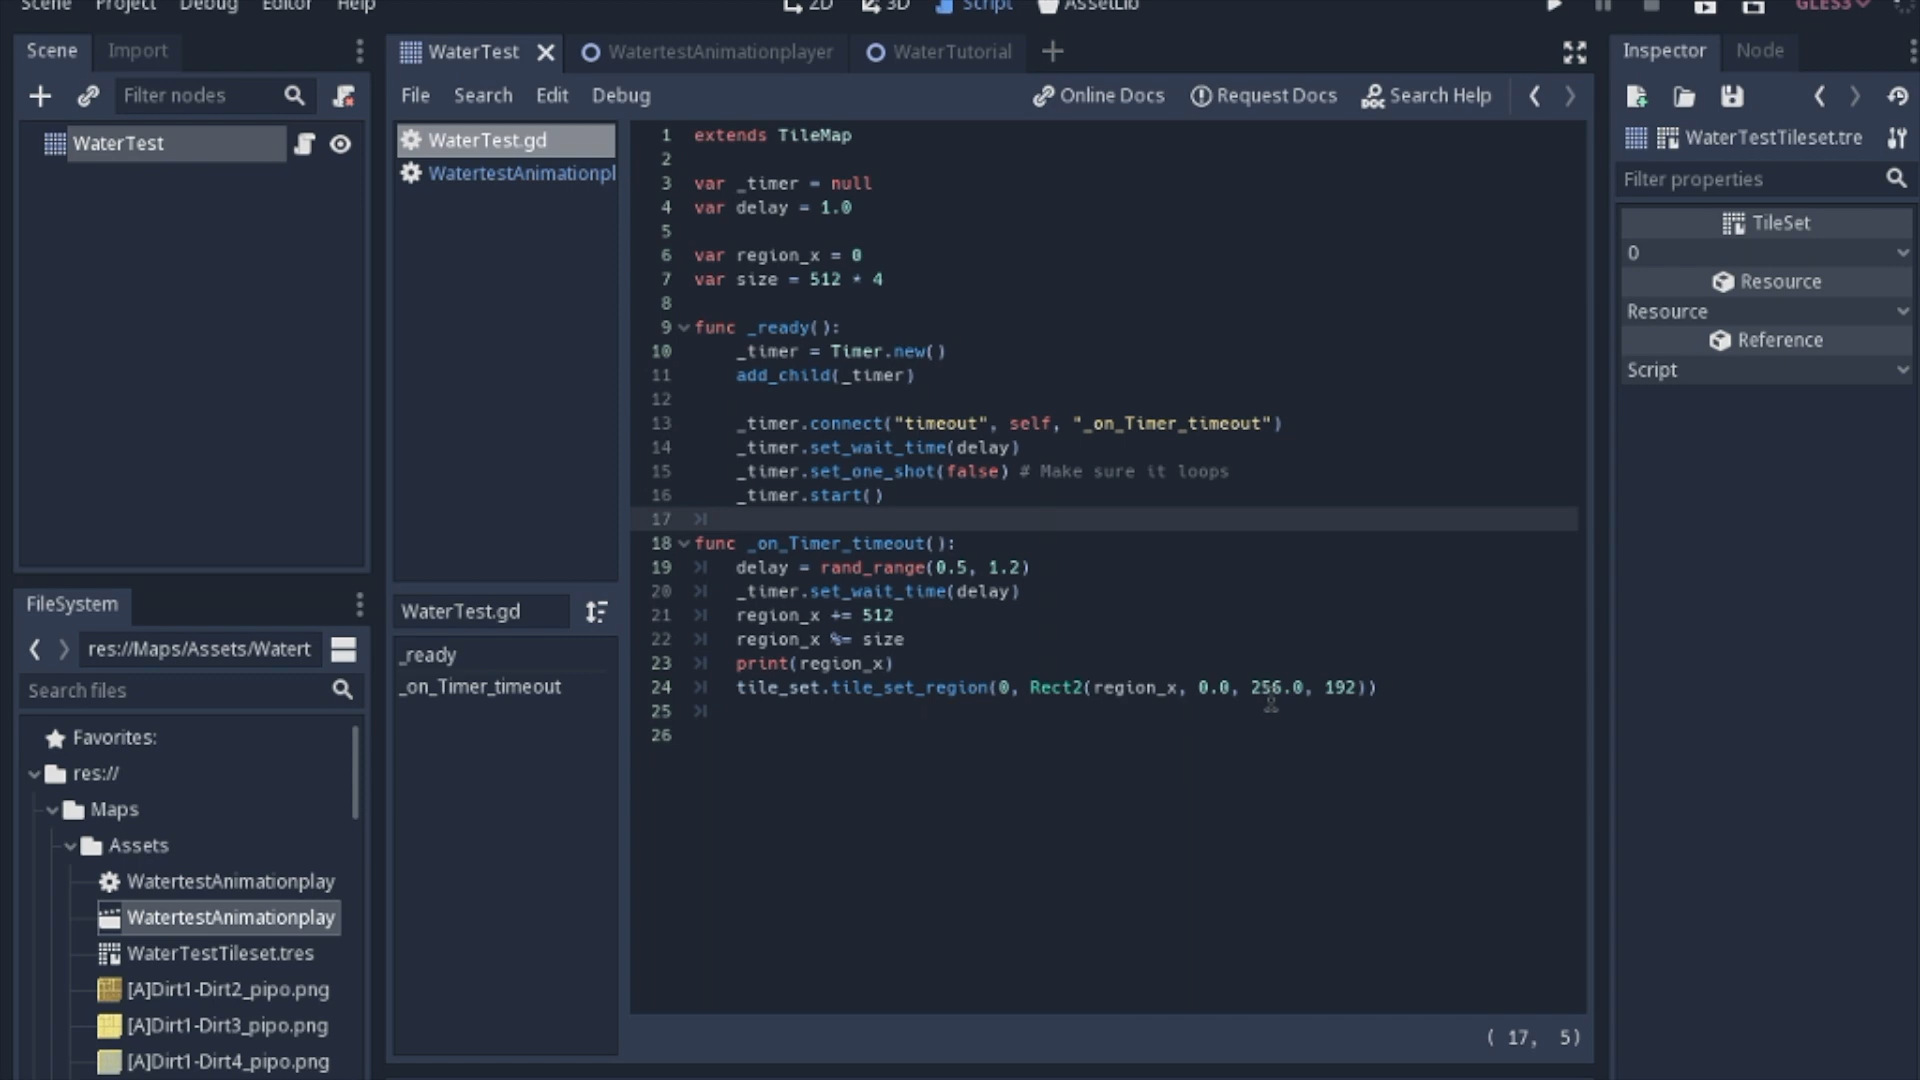 Scene Project Debug Editor Help 2D 3D Script AssetLib GLES3
Scene Import
WaterTest WatertestAnimationplayer WaterTutorial
Inspector Node
Filter nodes
File Search Edit Debug Online Docs Request Docs Search Help
WaterTest
WaterTest.gd
WatertestAnimationpl
1 extends TileMap
2
3 var _timer = null
4 var delay = 1.0
5
6 var region_x = 0
7 var size = 512 * 4
8
9 func _ready():
10 _timer = Timer.new()
11 add_child(_timer)
12
13 _timer.connect("timeout", self, "_on_Timer_timeout")
14 _timer.set_wait_time(delay)
15 _timer.set_one_shot(false) # Make sure it loops
16 _timer.start()
17
18 func _on_Timer_timeout():
19 delay = rand_range(0.5, 1.2)
20 _timer.set_wait_time(delay)
21 region_x += 512
22 region_x %= size
23 print(region_x)
24 tile_set.tile_set_region(0, Rect2(region_x, 0.0, 256.0, 192))
25
26
( 17, 5)
WaterTest.gd
_ready
_on_Timer_timeout
FileSystem
res://Maps/Assets/Watert
Search files
Favorites:
res://
Maps
Assets
WatertestAnimationplay
WatertestAnimationplay
WaterTestTileset.tres
[A]Dirt1-Dirt2_pipo.png
[A]Dirt1-Dirt3_pipo.png
[A]Dirt1-Dirt4_pipo.png
WaterTestTileset.tre
Filter properties
TileSet
0
Resource
Resource
Reference
Script